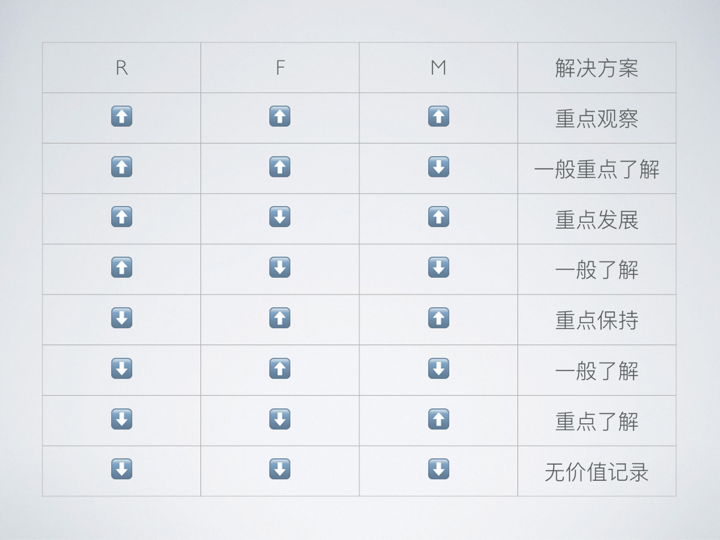 R F M 解决方案
⬆ ⬆ ⬆ 重点观察
⬆ ⬆ ⬇ 一般重点了解
⬆ ⬇ ⬆ 重点发展
⬆ ⬇ ⬇ 一般了解
⬇ ⬆ ⬆ 重点保持
⬇ ⬆ ⬇ 一般了解
⬇ ⬇ ⬆ 重点了解
⬇ ⬇ ⬇ 无价值记录